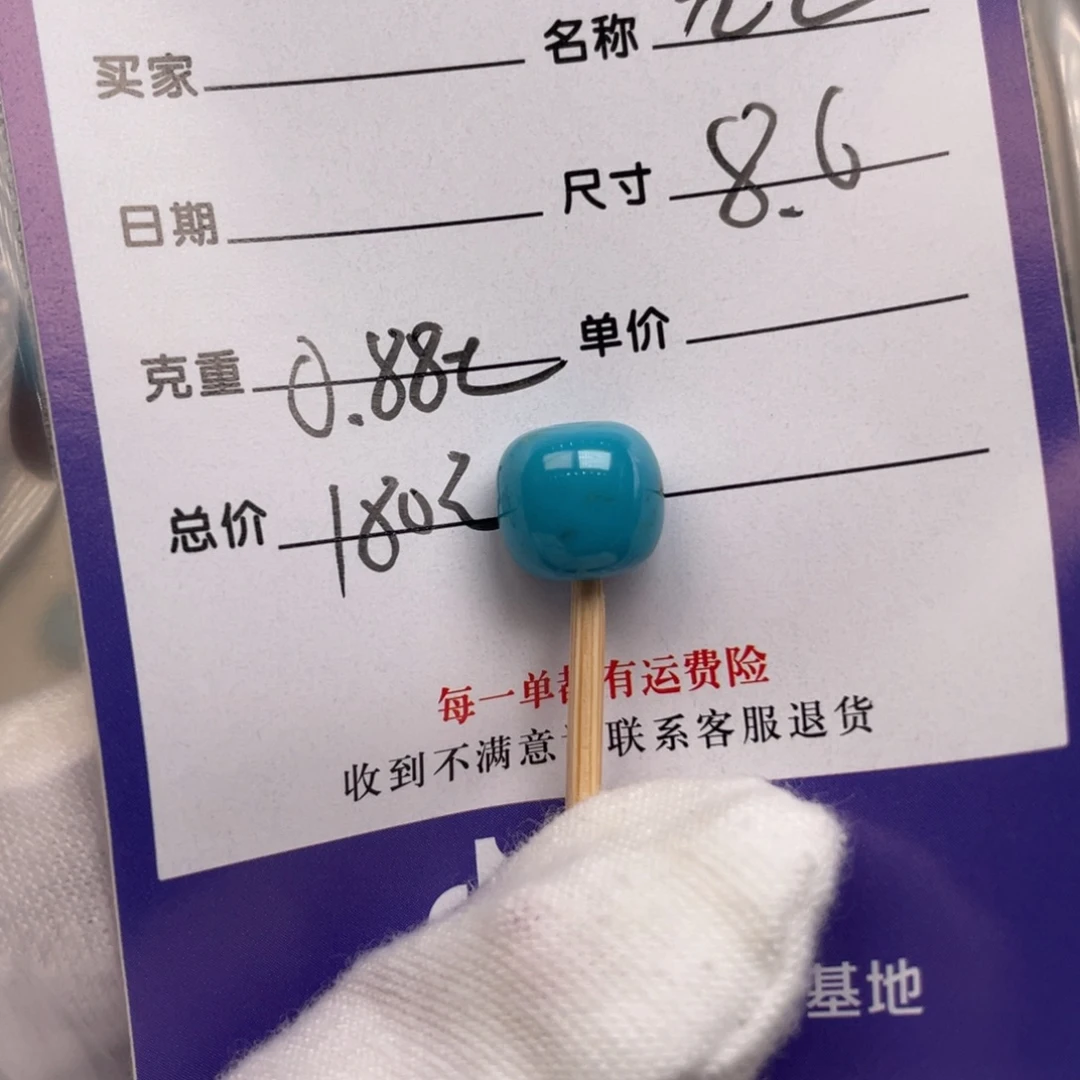 买家 名称
日期 尺寸 8.6
克重 0.88 单价
总价 180
每一单都有运费险
收到不满意 联系客服退货
基地